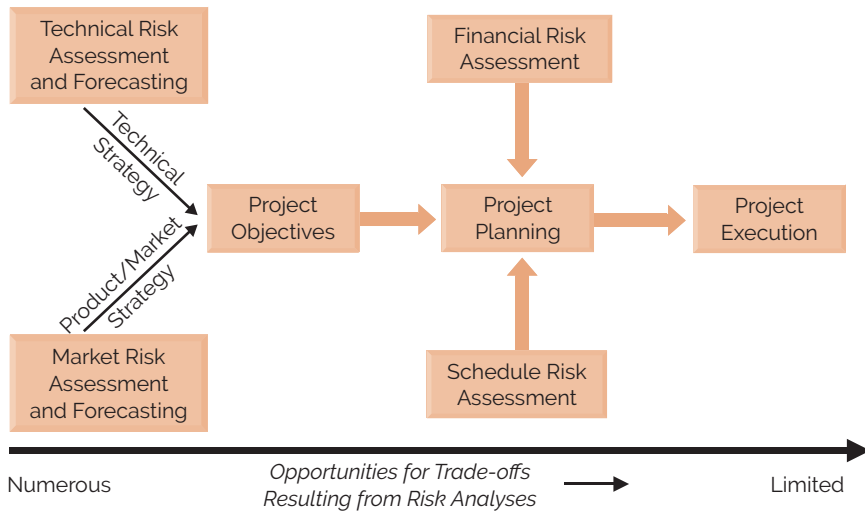 Technical Risk
Assessment
and Forecasting
Financial Risk
Assessment
Technical
Strategy
Project
Objectives
Project
Planning
Project
Execution
Product/Market
Strategy
Market Risk
Assessment
and Forecasting
Schedule Risk
Assessment
Numerous
Opportunities for Trade-offs
Resulting from Risk Analyses
Limited